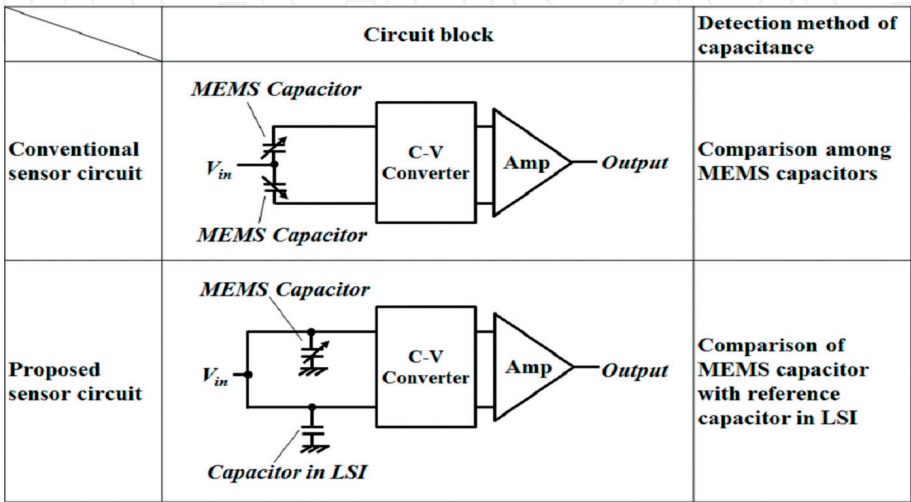 Circuit block
Detection method of
capacitance
Conventional
sensor circuit
MEMS Capacitor
Vin
MEMS Capacitor
C-V
Converter
Amp
Output
Comparison among
MEMS capacitors
Proposed
sensor circuit
MEMS Capacitor
Vin
Capacitor in LSI
C-V
Converter
Amp
Output
Comparison of
MEMS capacitor
with reference
capacitor in LSI